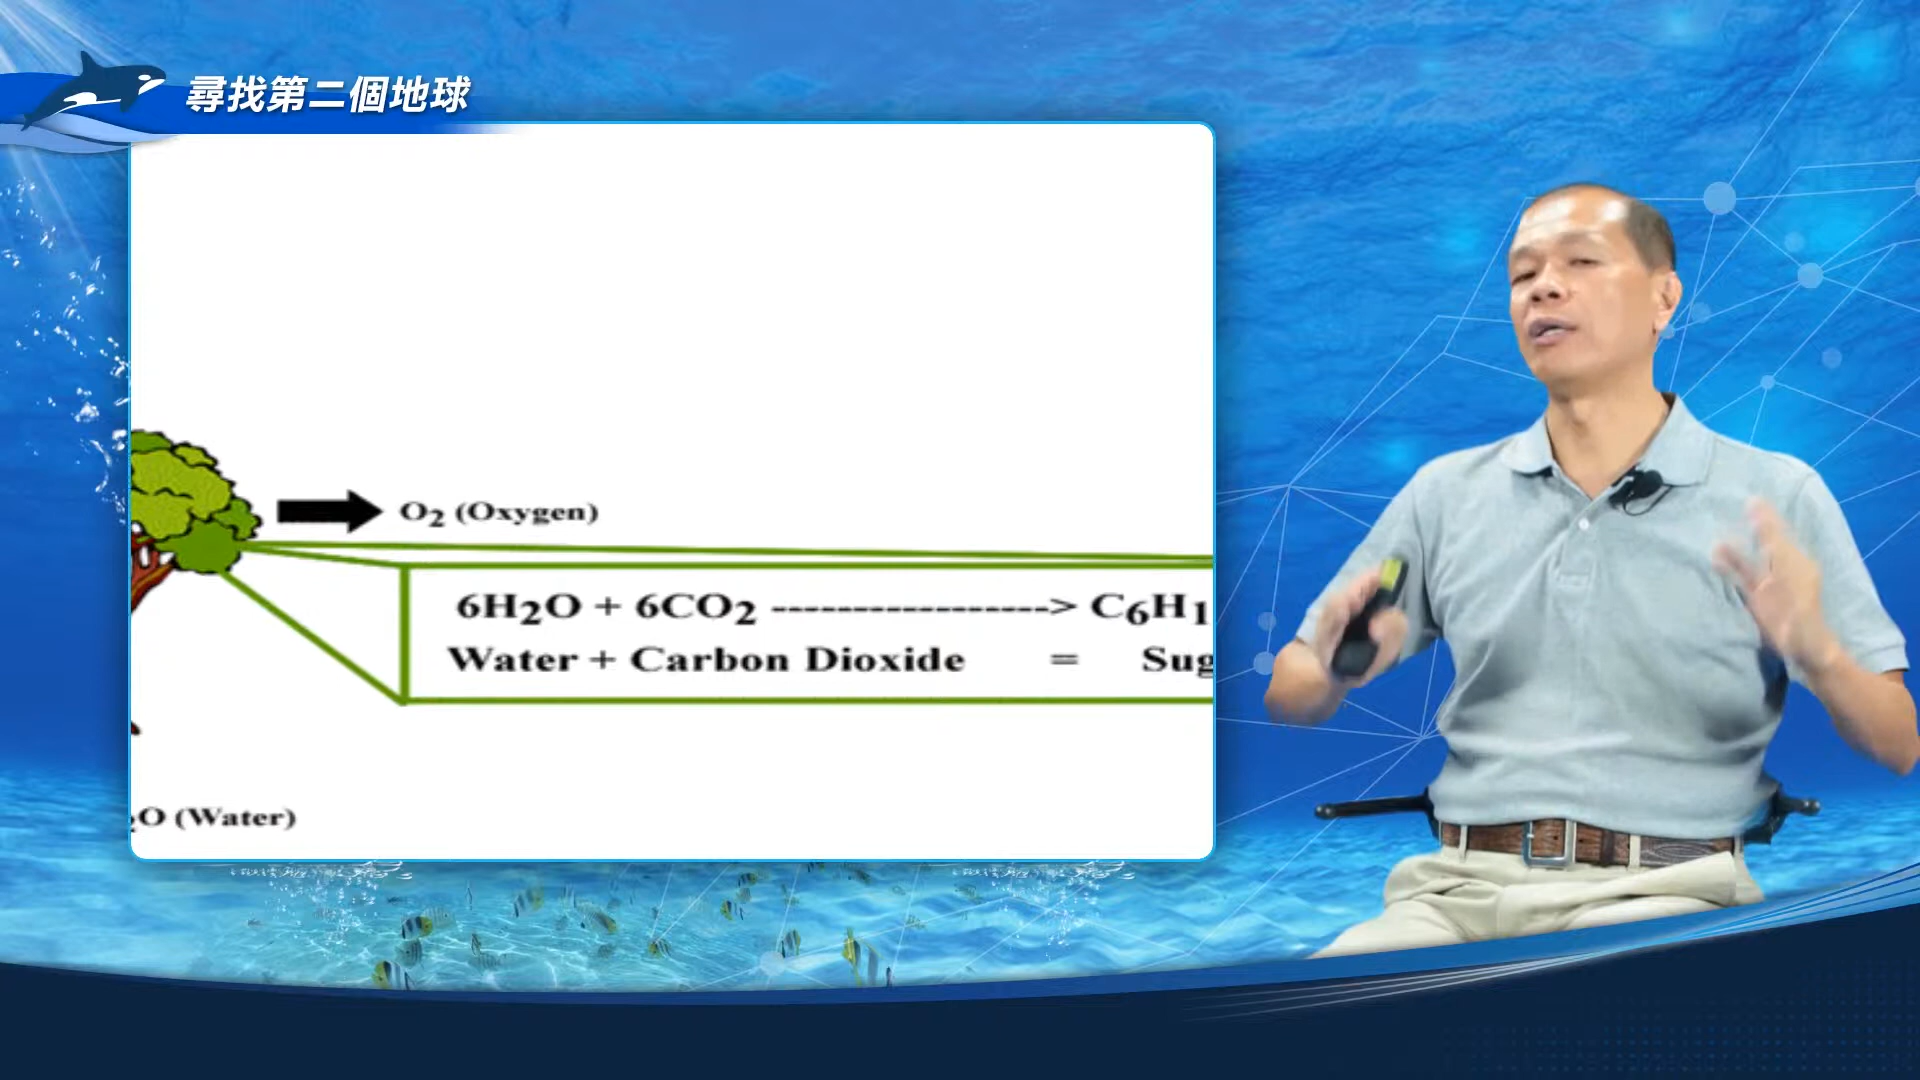 尋找第二個地球
O2 (Oxygen)
6H2O + 6CO2 -----------------> C6H1
Water + Carbon Dioxide = Sug
O (Water)